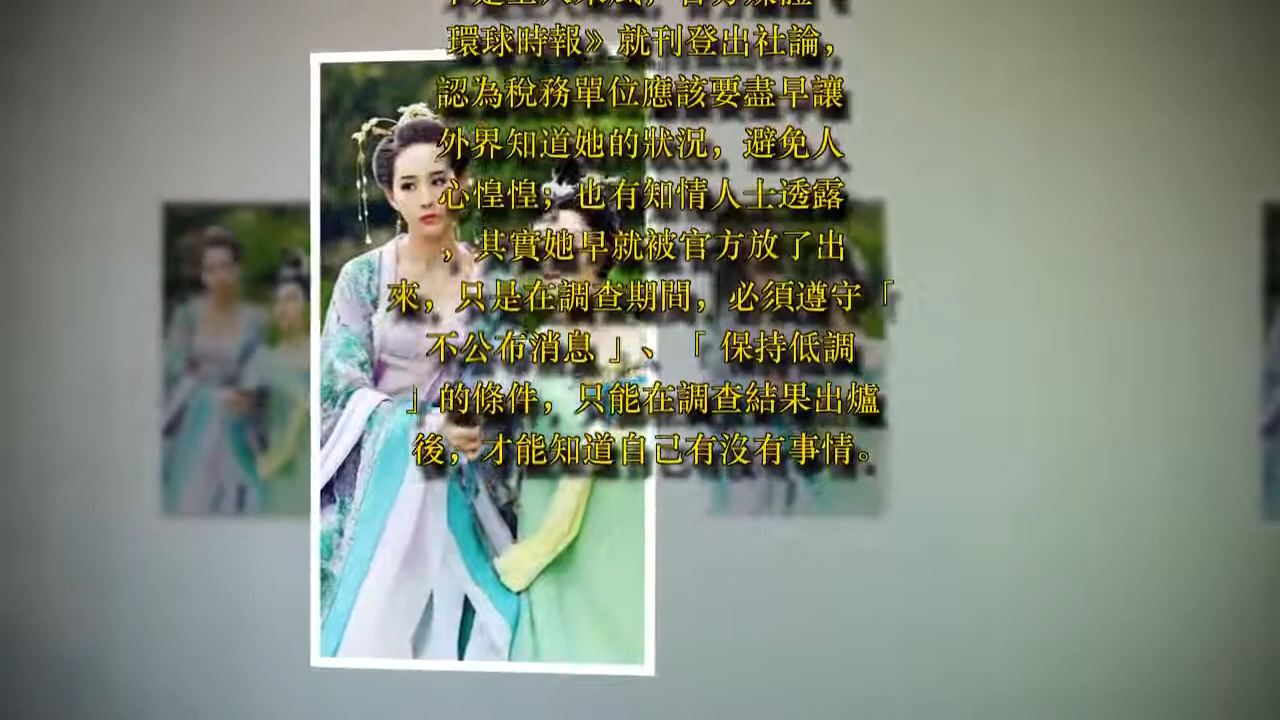 環球時報》就刊登出社論，
認為稅務單位應該要盡早讓
外界知道她的狀況，避免人
心惶惶；也有知情人士透露
，其實她早就被官方放了出
來，只是在調查期間，必須遵守「
不公布消息 」、「 保持低調
」的條件，只能在調查結果出爐
後，才能知道自己有沒有事情。